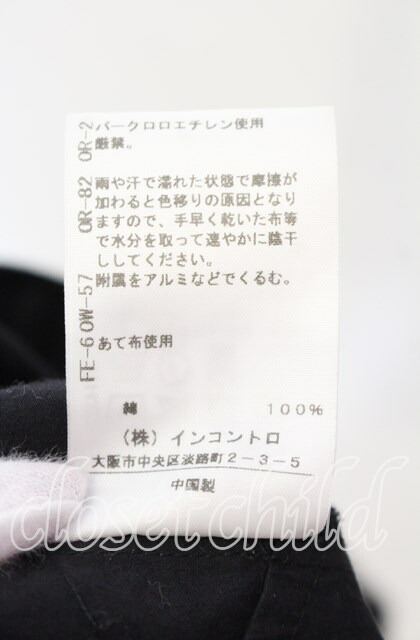 パークロロエチレン使用
厳禁。
雨や汗で濡れた状態で摩擦が
加わると色移りの原因となり
ますので、手早く乾いた布等
で水分を取って速やかに陰干
ししてください。
附属をアルミなどでくるむ。
あて布使用
綿 100%
(株)インコントロ
大阪市中央区淡路町2-3-5
中国製
FE-6 0W-57 0R-82 0R-2
closet child